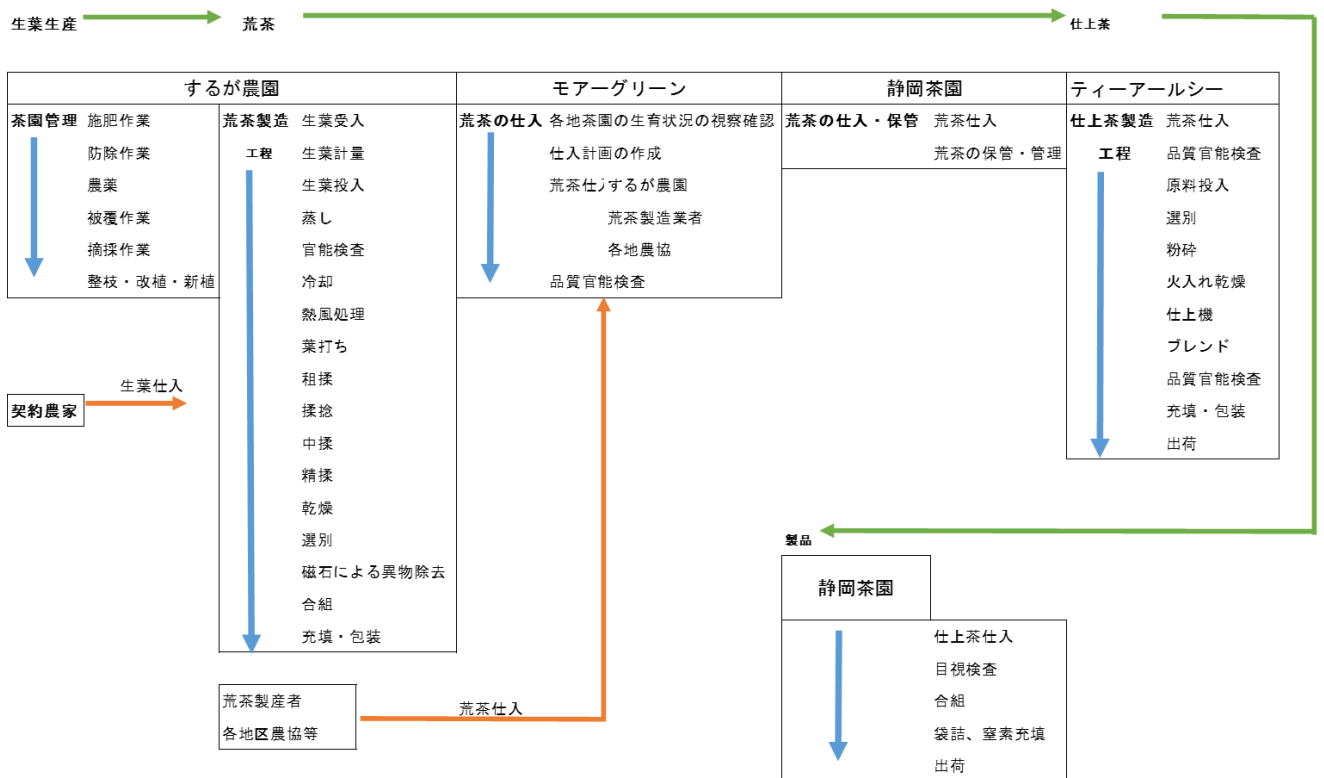 生葉生産
荒茶
仕上茶
するが農園
茶園管理
施肥作業
防除作業
農薬
被覆作業
摘採作業
整枝・改植・新植
荒茶製造
工程
生葉受入
生葉計量
生葉投入
蒸し
官能検査
冷却
熱風処理
葉打ち
粗揉
揉捻
中揉
精揉
乾燥
選別
磁石による異物除去
合組
充填・包装
モアーグリーン
荒茶の仕入
各地茶園の生育状況の視察確認
仕入計画の作成
荒茶仕入するが農園
荒茶製造業者
各地農協
品質官能検査
静岡茶園
荒茶の仕入・保管
荒茶仕入
荒茶の保管・管理
ティーアールシー
仕上茶製造
工程
荒茶仕入
品質官能検査
原料投入
選別
粉砕
火入れ乾燥
仕上機
ブレンド
品質官能検査
充填・包装
出荷
契約農家
生葉仕入
荒茶製産者
各地区農協等
荒茶仕入
製品
静岡茶園
仕上茶仕入
目視検査
合組
袋詰、窒素充填
出荷